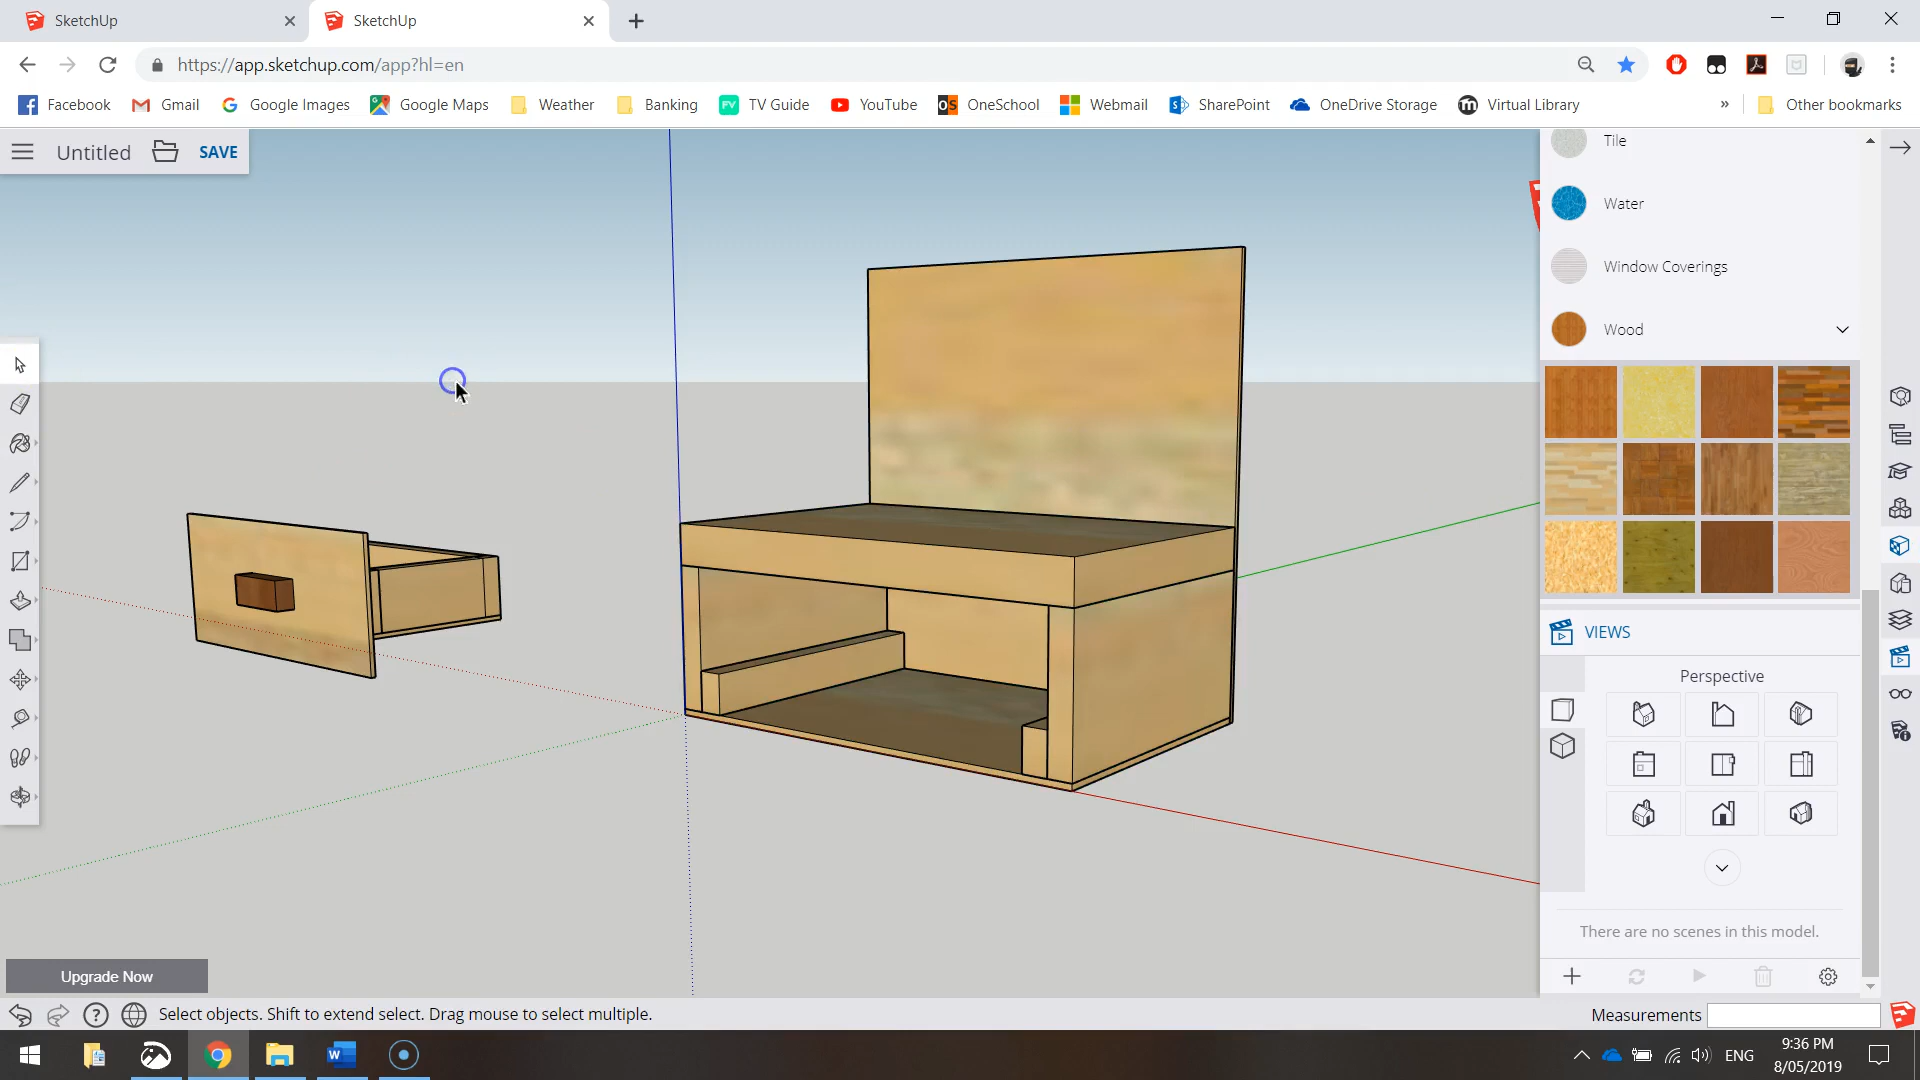 SketchUp
SketchUp
https://app.sketchup.com/app?hl=en
Facebook
Gmail
Google Images
Google Maps
Weather
Banking
TV Guide
YouTube
OneSchool
Webmail
SharePoint
OneDrive Storage
Virtual Library
»
Other bookmarks
Untitled
SAVE
Tile
Water
Window Coverings
Wood
VIEWS
Perspective
There are no scenes in this model.
Upgrade Now
Select objects. Shift to extend select. Drag mouse to select multiple.
Measurements
ENG
9:36 PM
8/05/2019